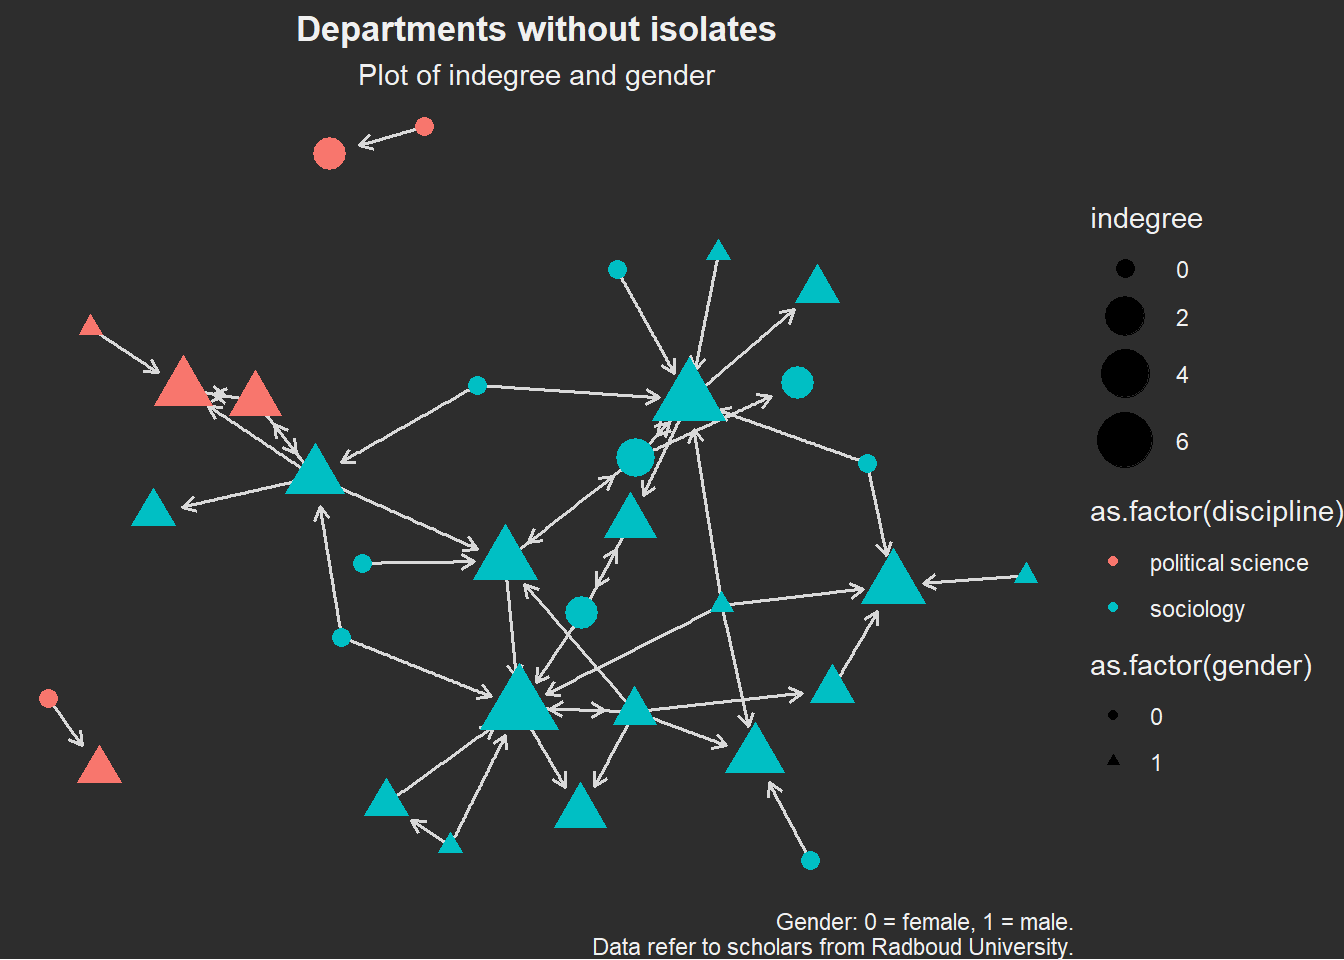 Departments without isolates
Plot of indegree and gender
indegree
0
2
4
6
as.factor(discipline)
political science
sociology
as.factor(gender)
0
1
Gender: 0 = female, 1 = male.
Data refer to scholars from Radboud University.